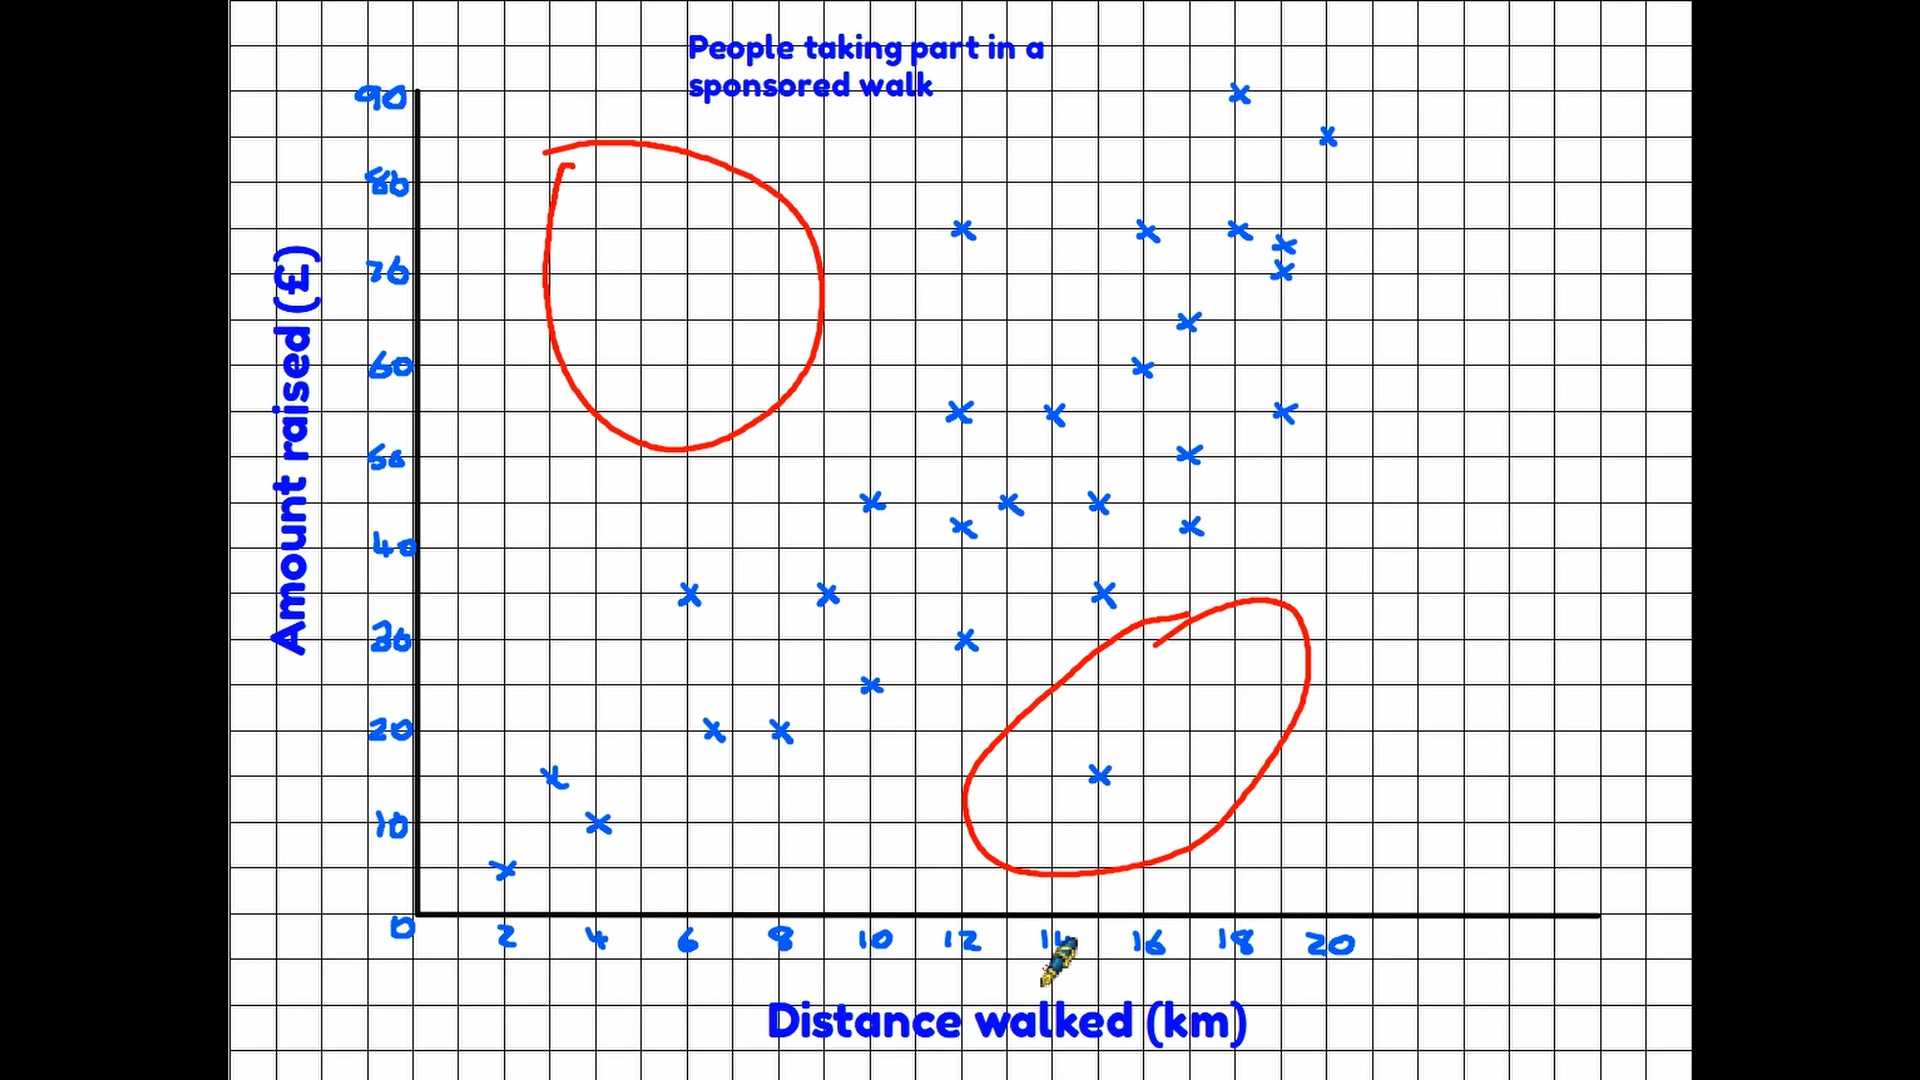 People taking part in a
sponsored walk
90
80
70
60
50
40
30
20
10
0
Amount raised (£)
2 4 6 8 10 12 14 16 18 20
Distance walked (km)